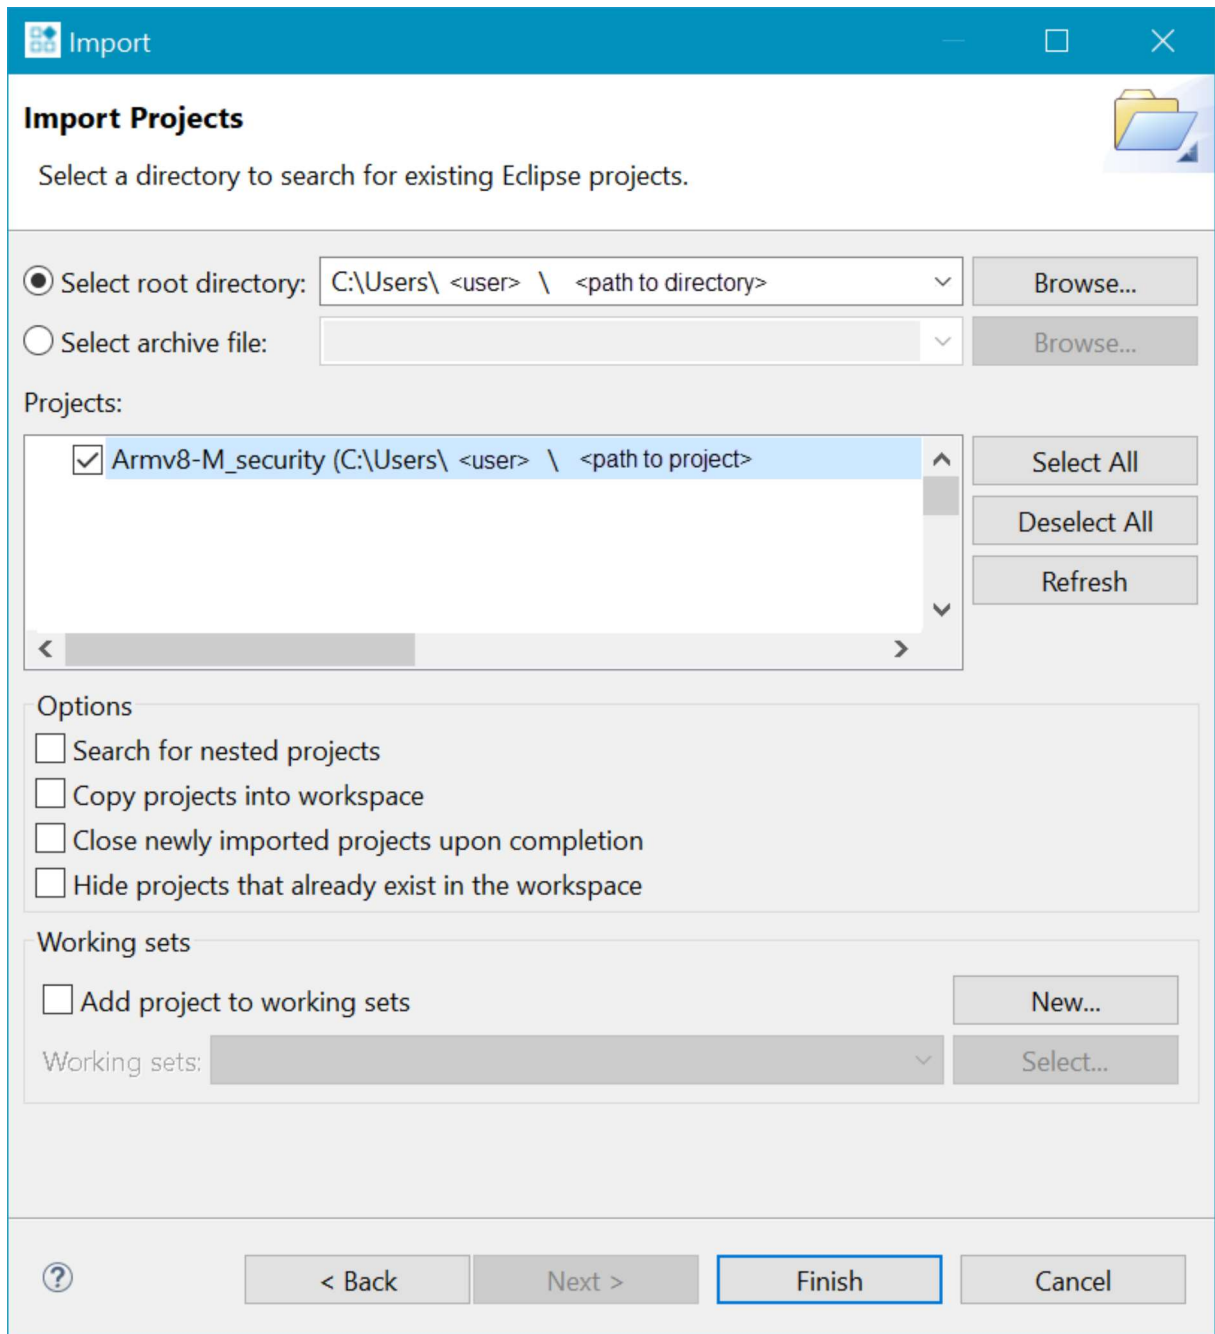 Import
Import Projects
Select a directory to search for existing Eclipse projects.
Select root directory: C:\Users\ <user> \ <path to directory> Browse...
Select archive file: Browse...
Projects:
Armv8-M_security (C:\Users\ <user> \ <path to project> Select All
Deselect All
Refresh
Options
Search for nested projects
Copy projects into workspace
Close newly imported projects upon completion
Hide projects that already exist in the workspace
Working sets
Add project to working sets New...
Working sets: Select...
? < Back Next > Finish Cancel